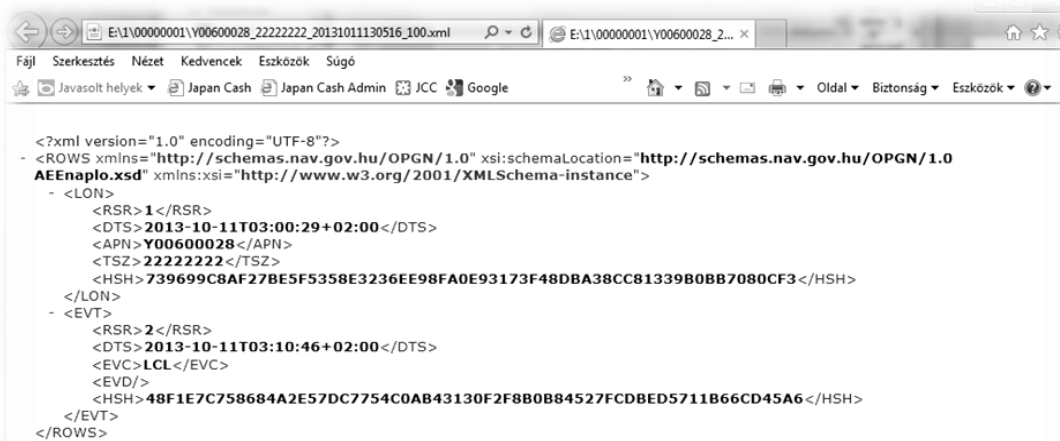 E:\1\00000001\Y00600028_22222222_20131011130516_100.xml
E:\1\00000001\Y00600028_2...
Fájl Szerkesztés Nézet Kedvencek Eszközök Súgó
Javasolt helyek Japan Cash Japan Cash Admin JCC Google » Oldal Biztonság Eszközök
<?xml version="1.0" encoding="UTF-8"?>
- <ROWS xmlns="http://schemas.nav.gov.hu/OPGN/1.0" xsi:schemaLocation="http://schemas.nav.gov.hu/OPGN/1.0
AEEnaplo.xsd" xmlns:xsi="http://www.w3.org/2001/XMLSchema-instance">
- <LON>
<RSR>1</RSR>
<DTS>2013-10-11T03:00:29+02:00</DTS>
<APN>Y00600028</APN>
<TSZ>22222222</TSZ>
<HSH>739699C8AF27BE5F5358E3236EE98FA0E93173F48DBA38CC81339B0BB7080CF3</HSH>
</LON>
- <EVT>
<RSR>2</RSR>
<DTS>2013-10-11T03:10:46+02:00</DTS>
<EVC>LCL</EVC>
<EVD/>
<HSH>48F1E7C758684A2E57DC7754C0AB43130F2F8B0B84527FCDBED5711B66CD45A6</HSH>
</EVT>
</ROWS>